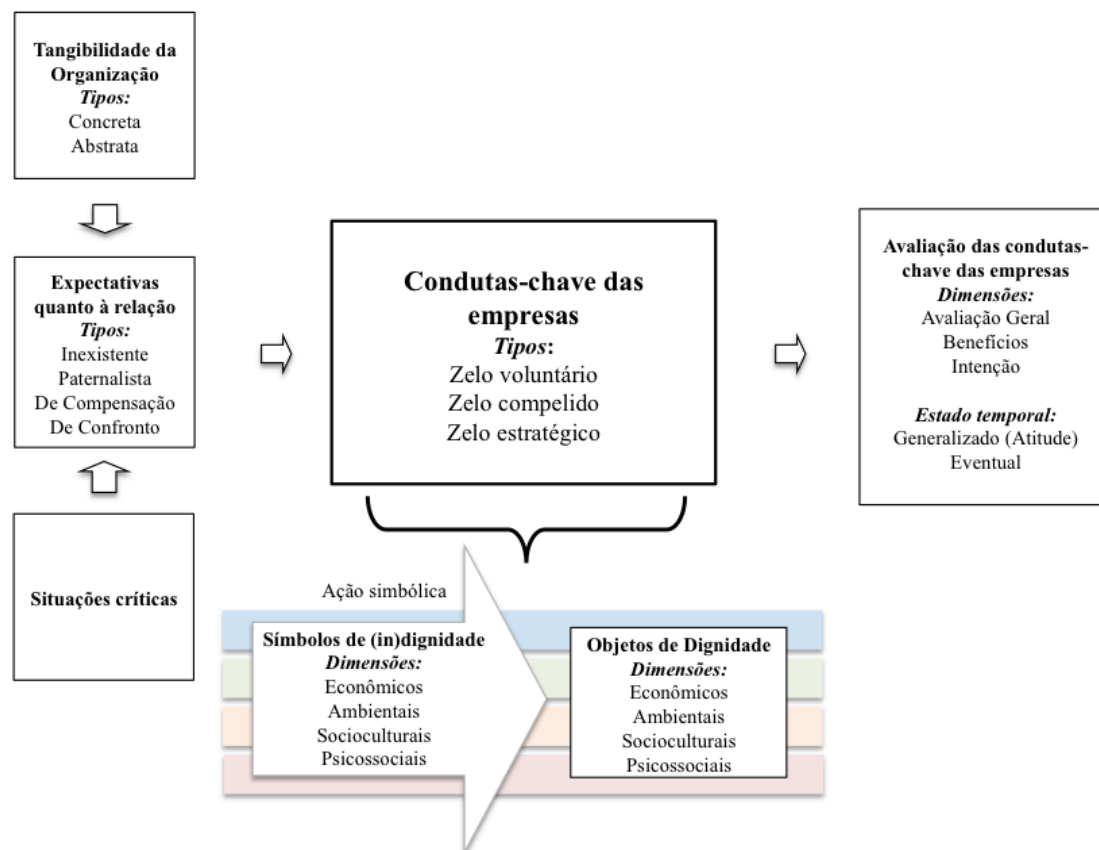 Tangibilidade da
Organização
Tipos:
Concreta
Abstrata
Expectativas
quanto à relação
Tipos:
Inexistente
Paternalista
De Compensação
De Confronto
Situações críticas
Condutas-chave das
empresas
Tipos:
Zelo voluntário
Zelo compelido
Zelo estratégico
Ação simbólica
Símbolos de (in)dignidade
Dimensões:
Econômicos
Ambientais
Socioculturais
Psicossociais
Objetos de Dignidade
Dimensões:
Econômicos
Ambientais
Socioculturais
Psicossociais
Avaliação das condutas-
chave das empresas
Dimensões:
Avaliação Geral
Benefícios
Intenção
Estado temporal:
Generalizado (Atitude)
Eventual